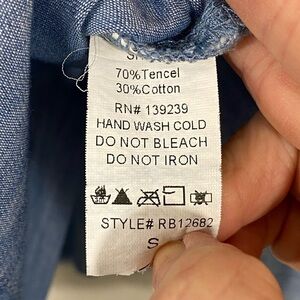 70%Tencel
30%Cotton
RN# 139239
HAND WASH COLD
DO NOT BLEACH
DO NOT IRON
STYLE# RB12682
S